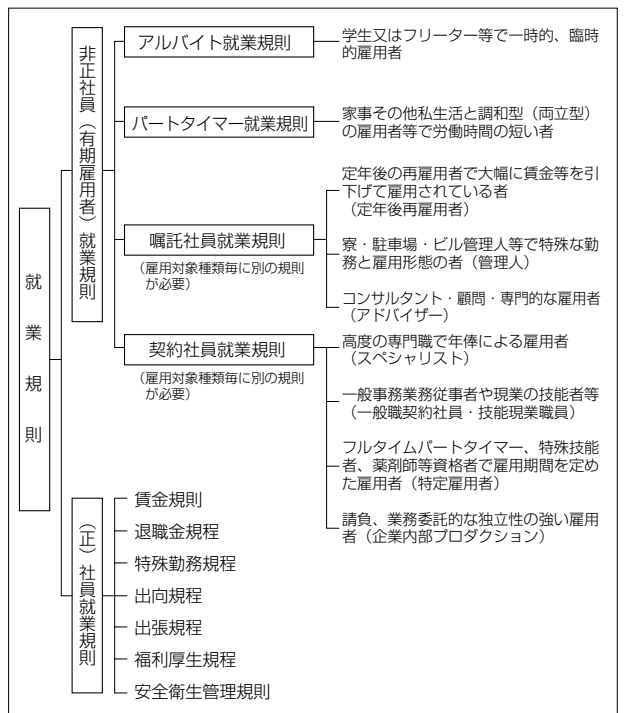 就業規則
非正社員(有期雇用者)就業規則
アルバイト就業規則
学生又はフリーター等で一時的、臨時
的雇用者
パートタイマー就業規則
家事その他私生活と調和型(両立型)
の雇用者等で労働時間の短い者
嘱託社員就業規則
(雇用対象種類毎に別の規則
が必要)
定年後の再雇用者で大幅に賃金等を引
下げて雇用されている者
(定年後再雇用者)
寮・駐車場・ビル管理人等で特殊な勤
務と雇用形態の者(管理人)
コンサルタント・顧問・専門的な雇用者
(アドバイザー)
契約社員就業規則
(雇用対象種類毎に別の規則
が必要)
高度の専門職で年俸による雇用者
(スペシャリスト)
一般事務業務従事者や現業の技能者等
(一般職契約社員・技能現業職員)
フルタイムパートタイマー、特殊技能
者、薬剤師等資格者で雇用期間を定め
た雇用者(特定雇用者)
請負、業務委託的な独立性の強い雇用
者(企業内部プロダクション)
(正)社員就業規則
賃金規則
退職金規程
特殊勤務規程
出向規程
出張規程
福利厚生規程
安全衛生管理規則